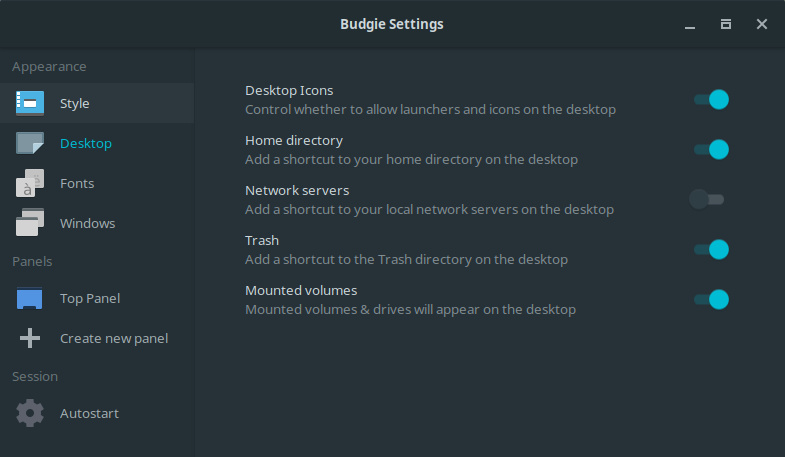 Budgie Settings
Appearance
Style
Desktop
Fonts
Windows
Panels
Top Panel
Create new panel
Session
Autostart
Desktop Icons
Control whether to allow launchers and icons on the desktop
Home directory
Add a shortcut to your home directory on the desktop
Network servers
Add a shortcut to your local network servers on the desktop
Trash
Add a shortcut to the Trash directory on the desktop
Mounted volumes
Mounted volumes & drives will appear on the desktop